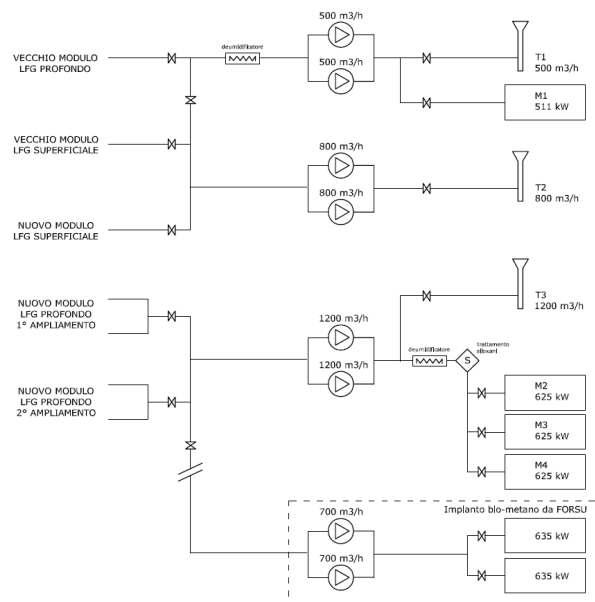 500 m3/h
deumidificatore
VECCHIO MODULO
LFG PROFONDO
500 m3/h
T1
500 m3/h
M1
511 kW
VECCHIO MODULO
LFG SUPERFICIALE
800 m3/h
800 m3/h
T2
800 m3/h
NUOVO MODULO
LFG SUPERFICIALE
NUOVO MODULO
LFG PROFONDO
1° AMPLIAMENTO
1200 m3/h
T3
1200 m3/h
1200 m3/h
deumidificatore
trattamento
siloxani
S
NUOVO MODULO
LFG PROFONDO
2° AMPLIAMENTO
M2
625 kW
M3
625 kW
M4
625 kW
Impianto bio-metano da FORSU
700 m3/h
635 kW
700 m3/h
635 kW